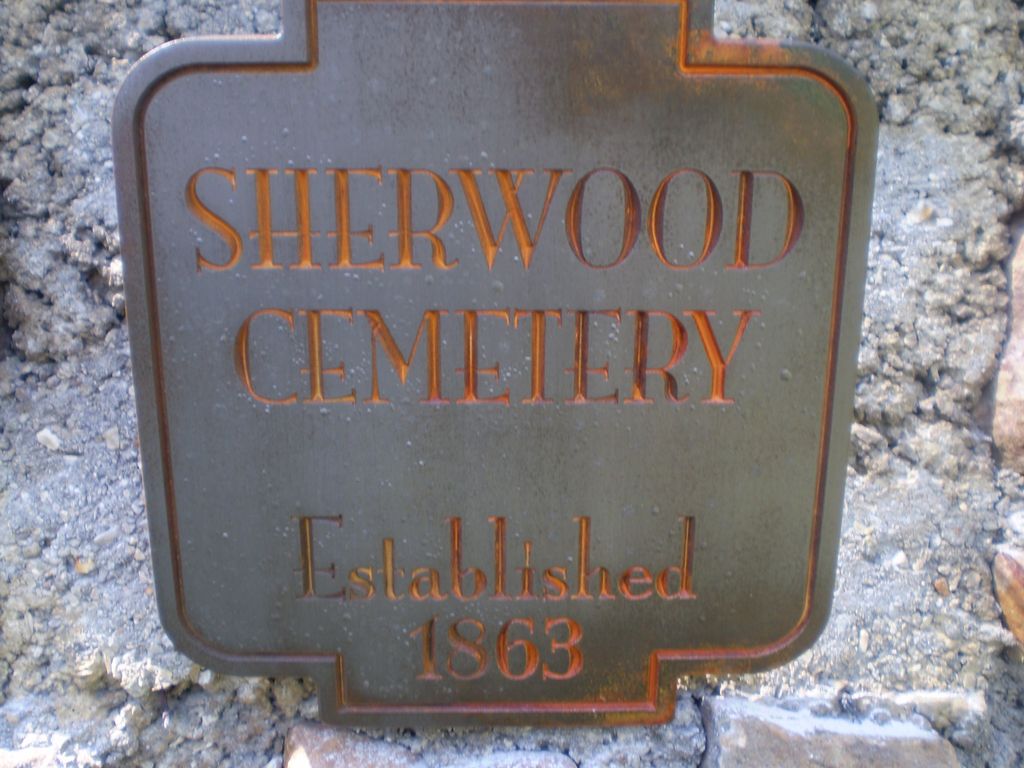 SHERWOOD
CEMETERY
Established
1863